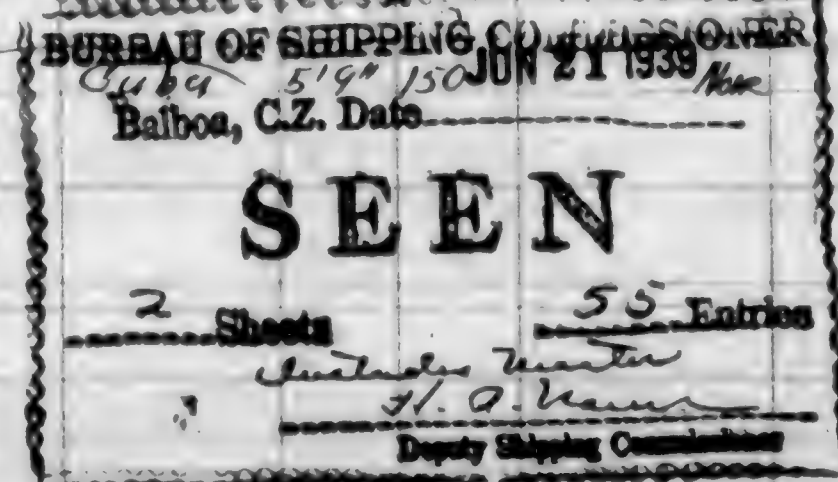 BUREAU OF SHIPPING COMMISSIONER
Cuba 5'9" 150 JUN 21 1939 None
Balboa, C.Z. Date
SEEN
2 Sheets 55 Entries
Includes Master
H. A.
Deputy Shipping Commissioner